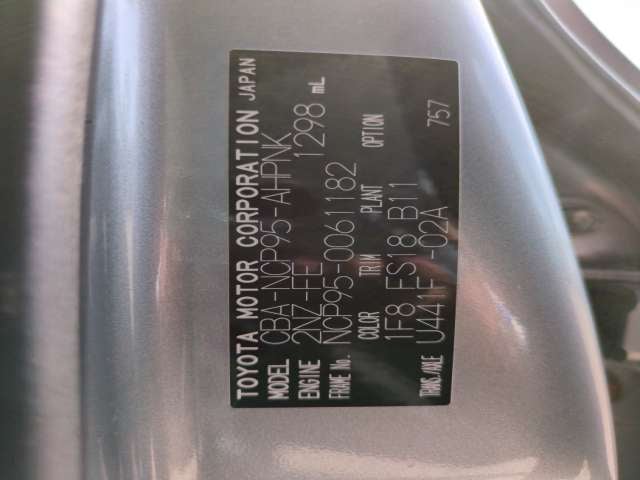 TOYOTA MOTOR CORPORATION JAPAN
MODEL CBA-NCP95-AHPNK
ENGINE 2NZ-FE 1298 mL
FRAME No. NCP95-0061182
COLOR TRIM PLANT OPTION
1F8 FS18 B11
TRANS./AXLE U441F -02A 757